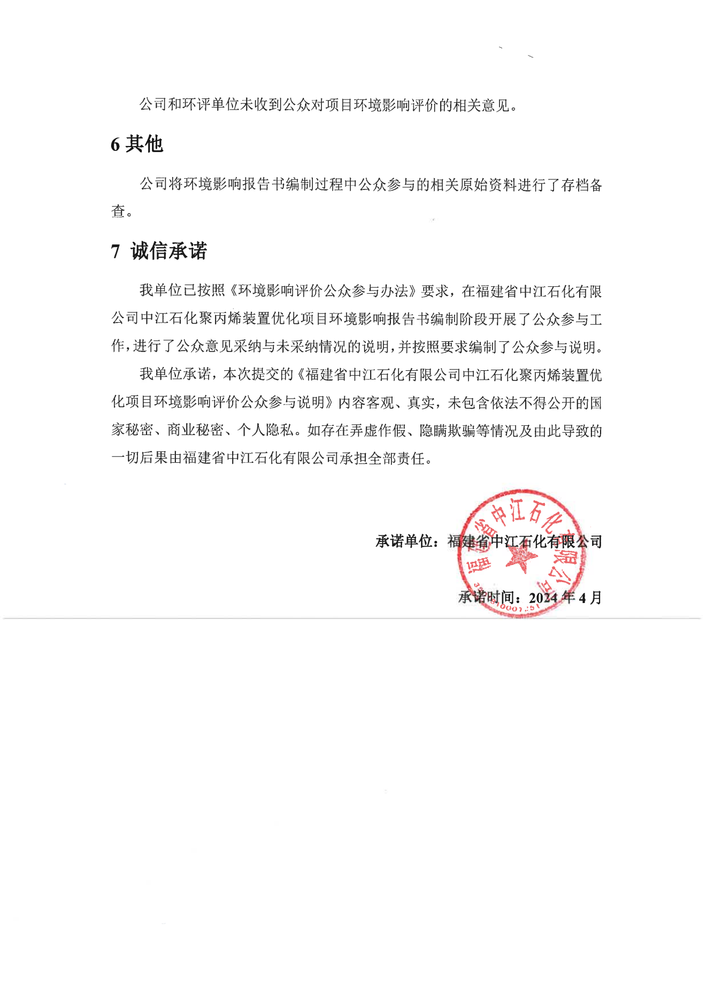 公司和环评单位未收到公众对项目环境影响评价的相关意见。
6 其他
公司将环境影响报告书编制过程中公众参与的相关原始资料进行了存档备
查。
7 诚信承诺
我单位已按照《环境影响评价公众参与办法》要求，在福建省中江石化有限
公司中江石化聚丙烯装置优化项目环境影响报告书编制阶段开展了公众参与工
作，进行了公众意见采纳与未采纳情况的说明，并按照要求编制了公众参与说明。
我单位承诺，本次提交的《福建省中江石化有限公司中江石化聚丙烯装置优
化项目环境影响评价公众参与说明》内容客观、真实，未包含依法不得公开的国
家秘密、商业秘密、个人隐私。如存在弄虚作假、隐瞒欺骗等情况及由此导致的
一切后果由福建省中江石化有限公司承担全部责任。
承诺单位：福建省中江石化有限公司
福建省中江石化有限公司
承诺时间：2024 年 4 月